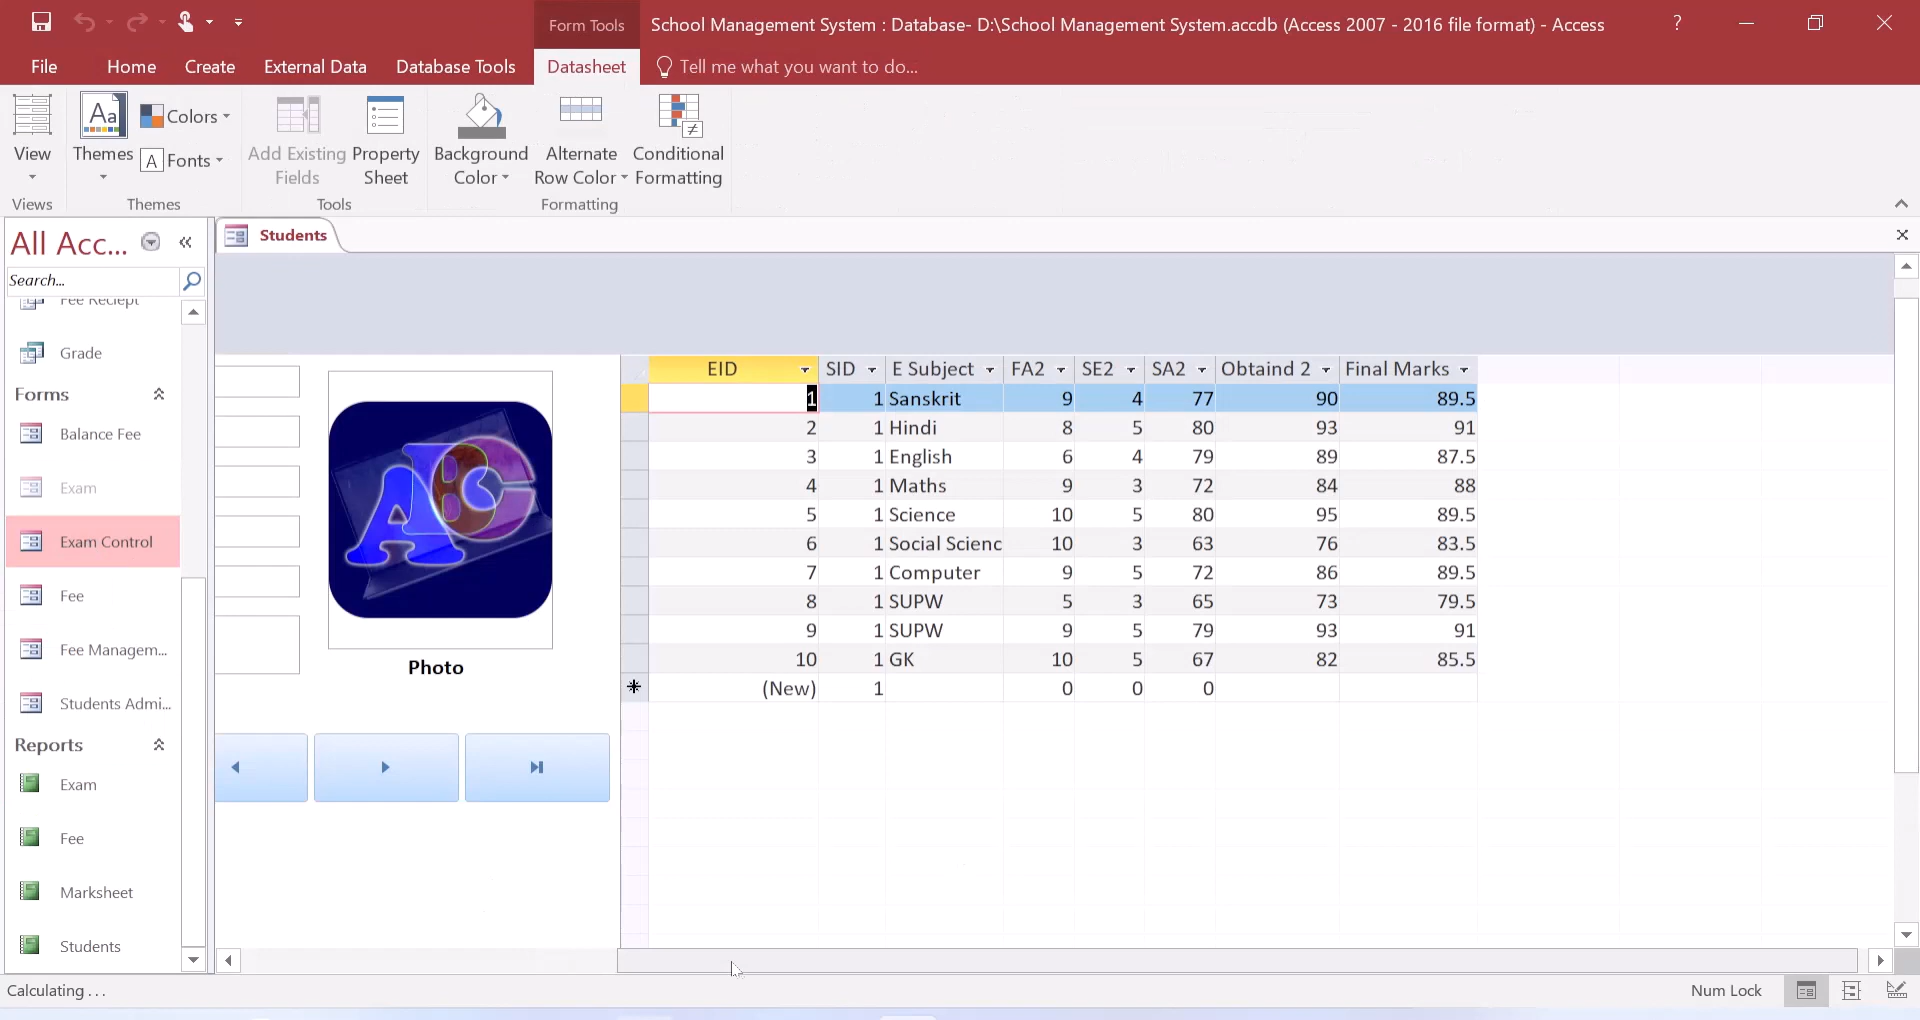 Form Tools
School Management System : Database- D:\School Management System.accdb (Access 2007 - 2016 file format) - Access
?
File
Home
Create
External Data
Database Tools
Datasheet
Tell me what you want to do...
View
Aa
Themes
Colors
A Fonts
Add Existing Fields
Property Sheet
Background Color
Alternate Row Color
Conditional Formatting
Views
Themes
Tools
Formatting
All Acc...
Search...
Students
Fee Reciept
Grade
Forms
Balance Fee
Exam
Exam Control
Fee
Fee Managem...
Students Admi...
Reports
Exam
Fee
Marksheet
Students
ABC
Photo
EID SID E Subject FA2 SE2 SA2 Obtaind 2 Final Marks
1 1 Sanskrit 9 4 77 90 89.5
2 1 Hindi 8 5 80 93 91
3 1 English 6 4 79 89 87.5
4 1 Maths 9 3 72 84 88
5 1 Science 10 5 80 95 89.5
6 1 Social Scienc 10 3 63 76 83.5
7 1 Computer 9 5 72 86 89.5
8 1 SUPW 5 3 65 73 79.5
9 1 SUPW 9 5 79 93 91
10 1 GK 10 5 67 82 85.5
(New) 1 0 0 0
Calculating . . .
Num Lock